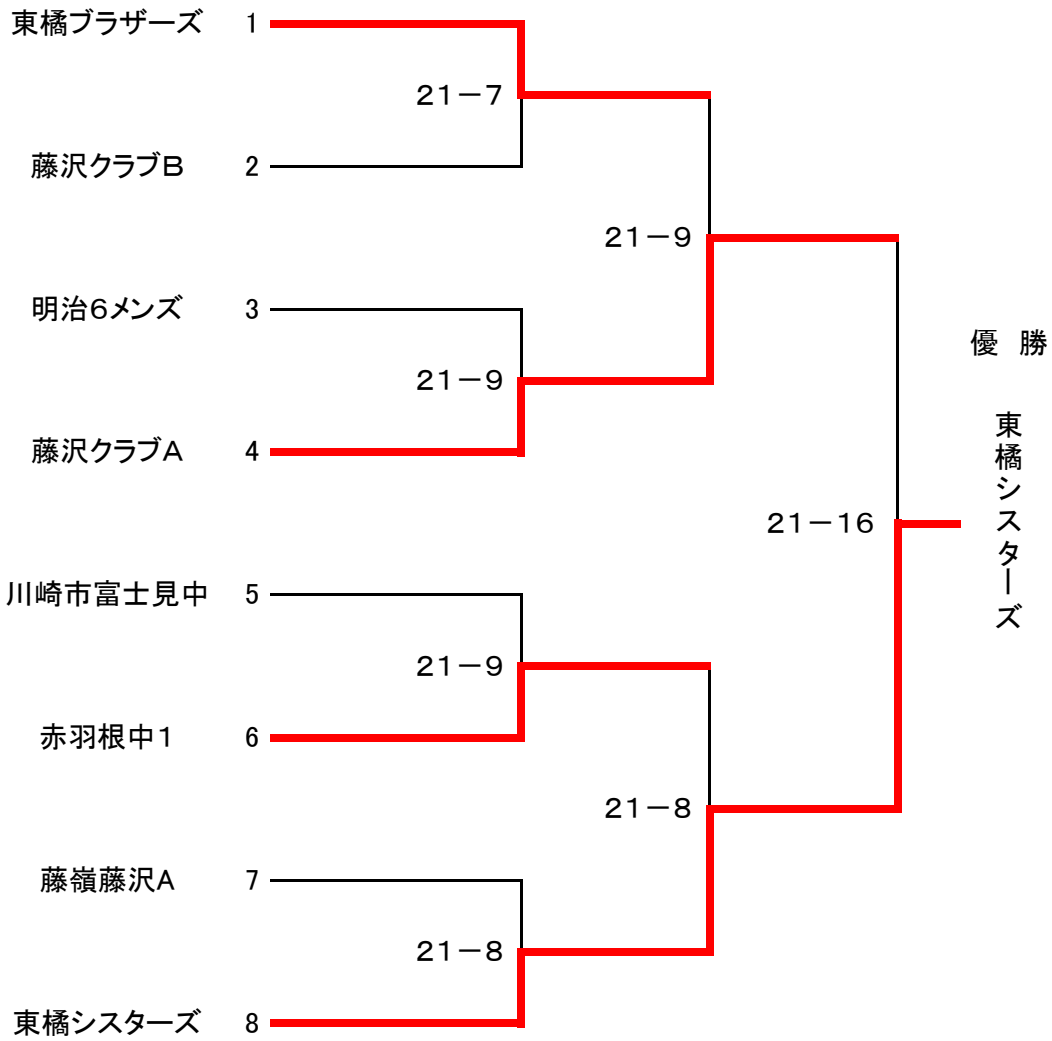 東橘ブラザーズ 1
21-7
藤沢クラブB 2
21-9
明治6メンズ 3
優 勝
21-9
東橘シスターズ
藤沢クラブA 4
21-16
川崎市富士見中 5
21-9
赤羽根中1 6
21-8
藤嶺藤沢A 7
21-8
東橘シスターズ 8